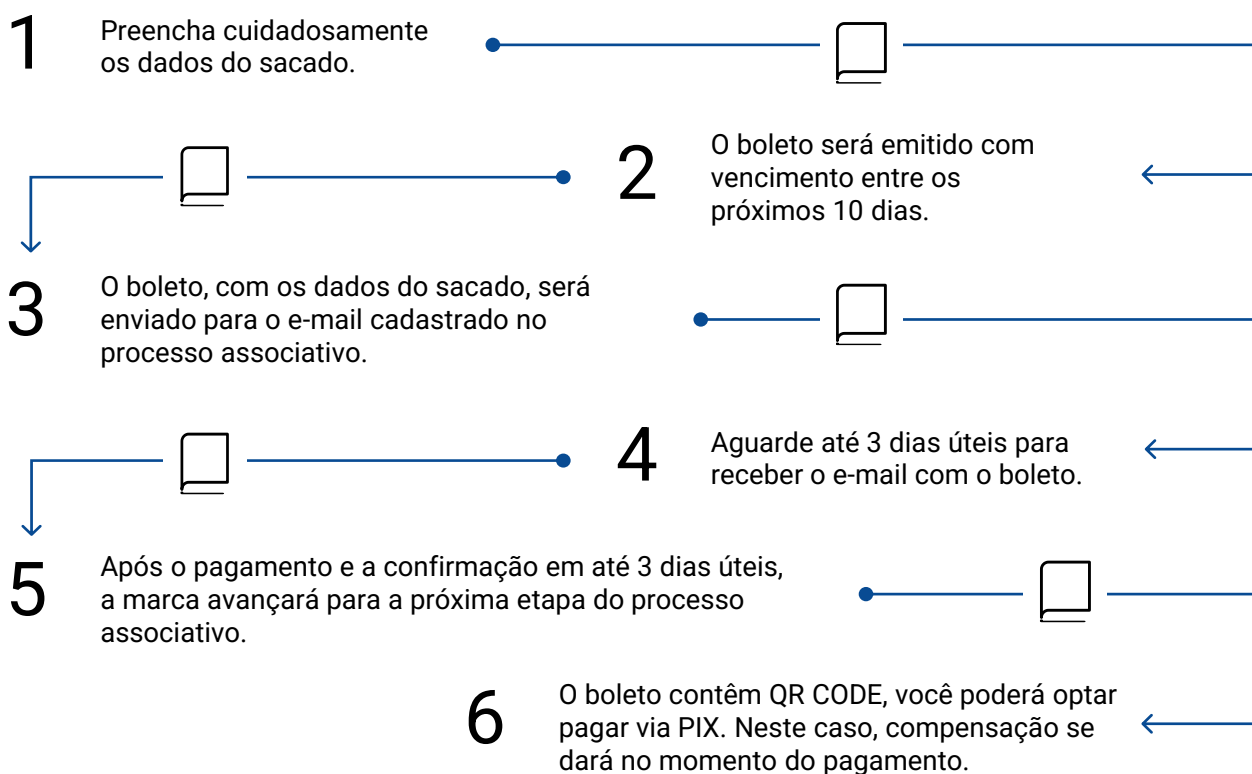 1
Preencha cuidadosamente
os dados do sacado.
2
O boleto será emitido com
vencimento entre os
próximos 10 dias.
3
O boleto, com os dados do sacado, será
enviado para o e-mail cadastrado no
processo associativo.
4
Aguarde até 3 dias úteis para
receber o e-mail com o boleto.
5
Após o pagamento e a confirmação em até 3 dias úteis,
a marca avançará para a próxima etapa do processo
associativo.
6
O boleto contêm QR CODE, você poderá optar
pagar via PIX. Neste caso, compensação se
dará no momento do pagamento.